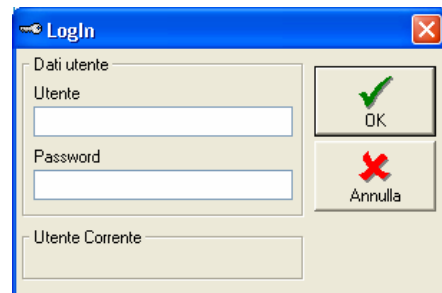 LogIn
Dati utente
Utente
OK
Password
Annulla
Utente Corrente